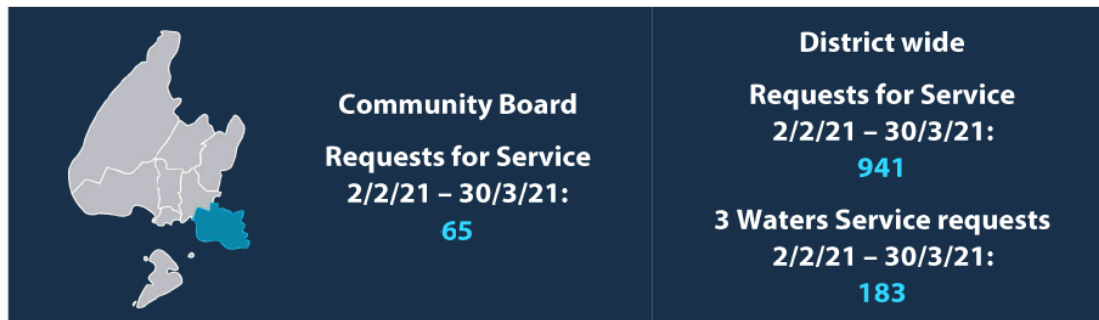 Community Board
Requests for Service
2/2/21 – 30/3/21:
65
District wide
Requests for Service
2/2/21 – 30/3/21:
941
3 Waters Service requests
2/2/21 – 30/3/21:
183